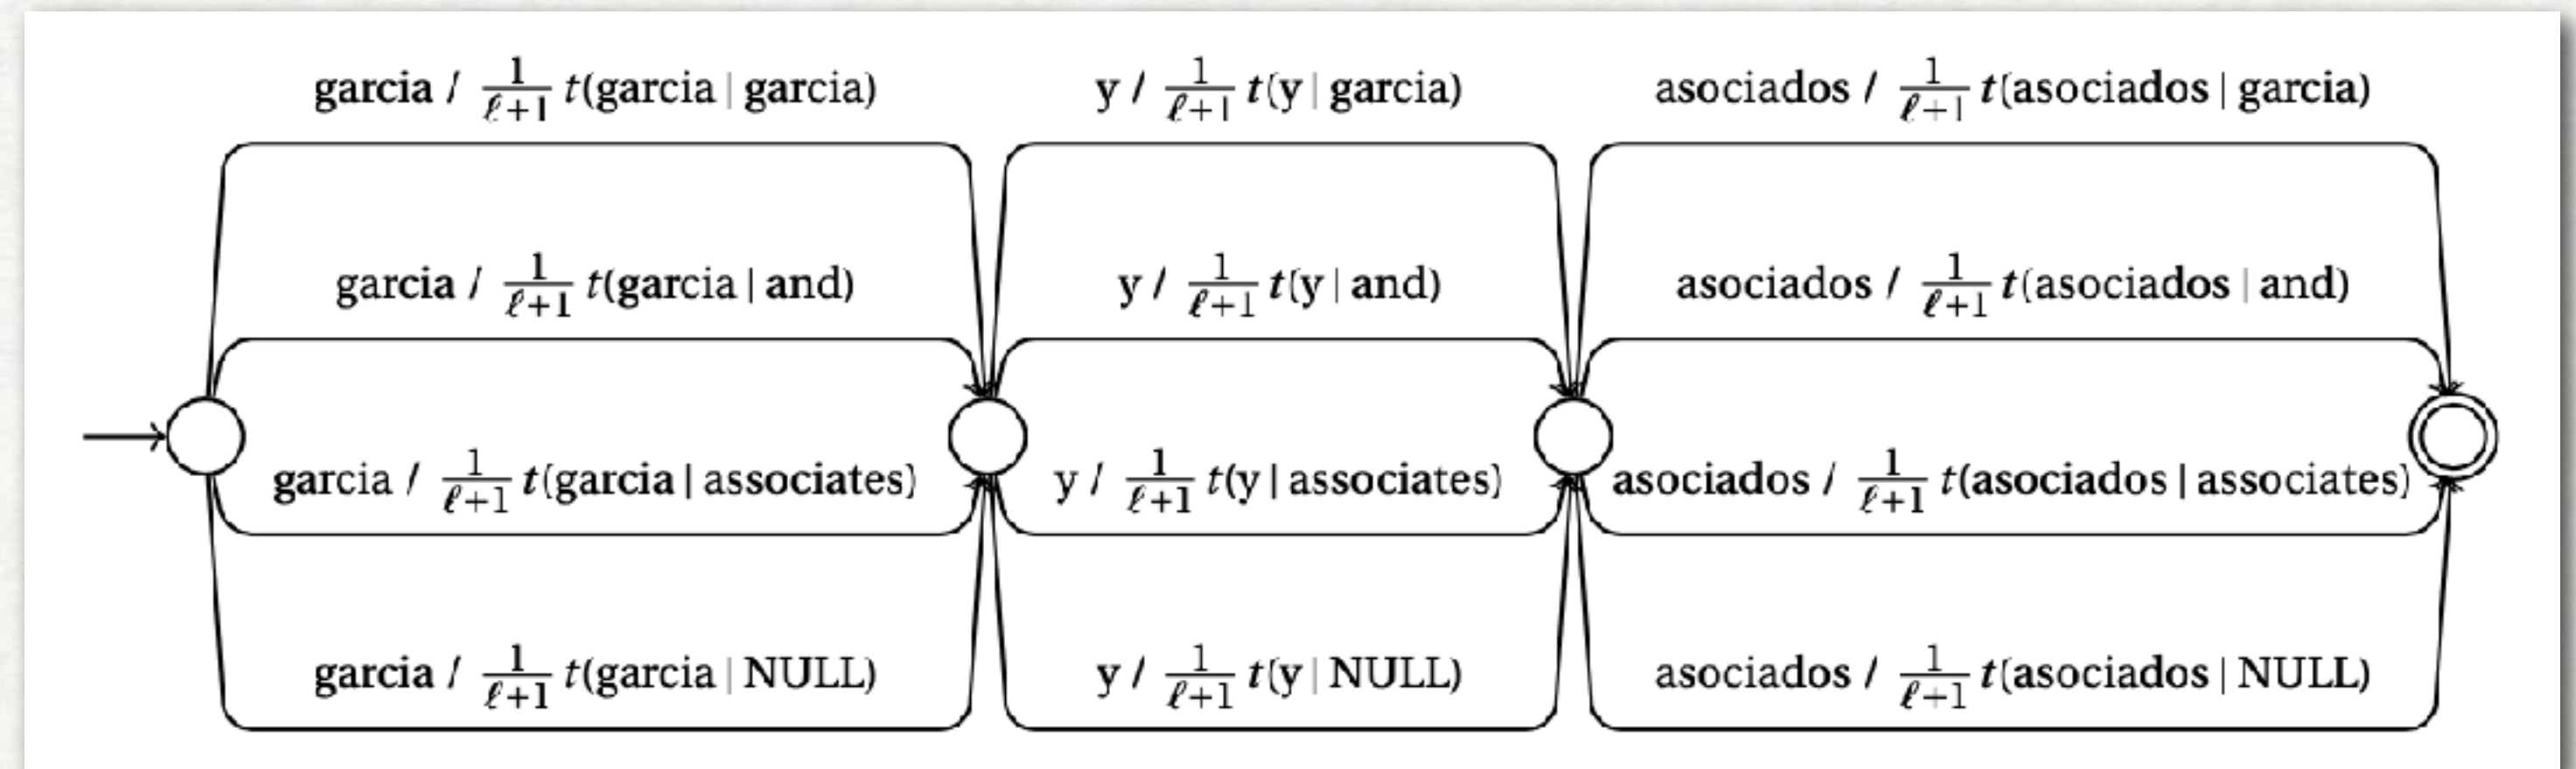 garcia / 1/ℓ+1 t(garcia | garcia) y / 1/ℓ+1 t(y | garcia) asociados / 1/ℓ+1 t(asociados | garcia)
garcia / 1/ℓ+1 t(garcia | and) y / 1/ℓ+1 t(y | and) asociados / 1/ℓ+1 t(asociados | and)
garcia / 1/ℓ+1 t(garcia | associates) y / 1/ℓ+1 t(y | associates) asociados / 1/ℓ+1 t(asociados | associates)
garcia / 1/ℓ+1 t(garcia | NULL) y / 1/ℓ+1 t(y | NULL) asociados / 1/ℓ+1 t(asociados | NULL)